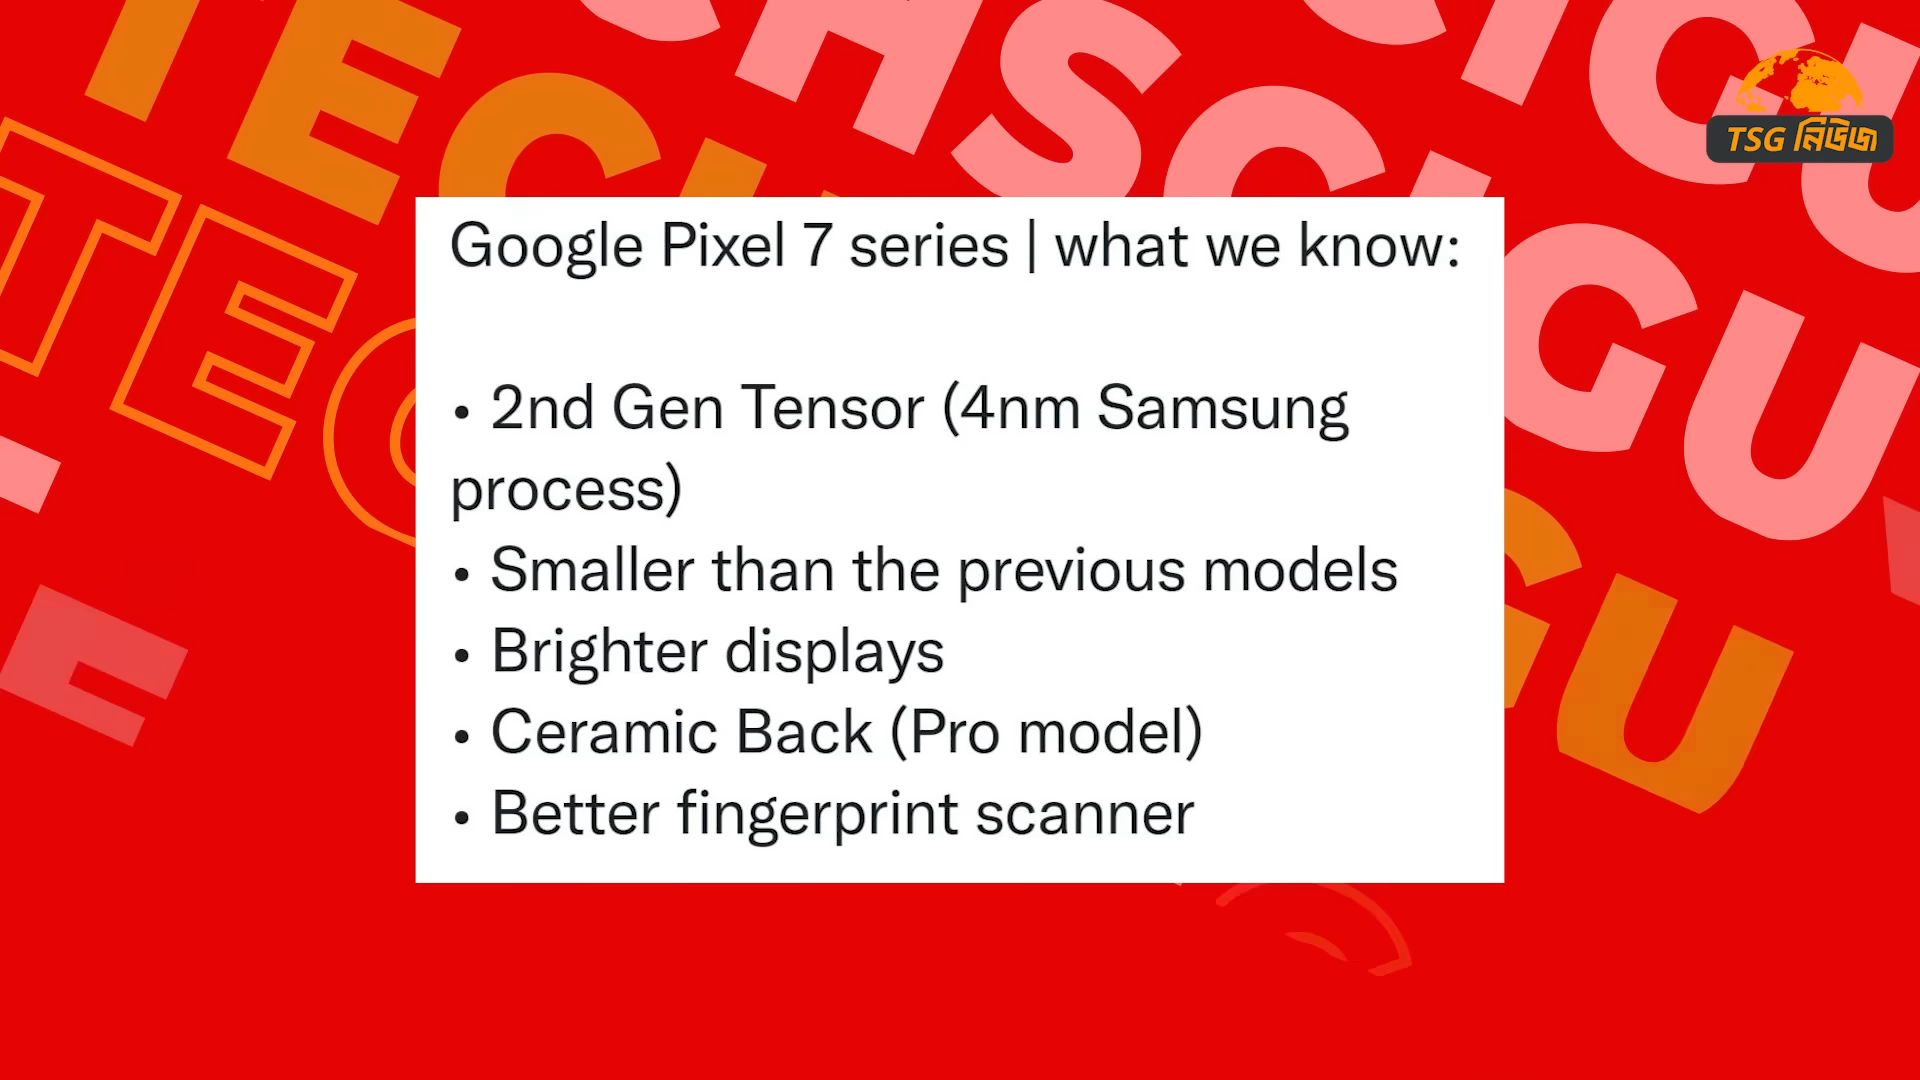 TSG নিউজ
Google Pixel 7 series | what we know:
• 2nd Gen Tensor (4nm Samsung
process)
• Smaller than the previous models
• Brighter displays
• Ceramic Back (Pro model)
• Better fingerprint scanner